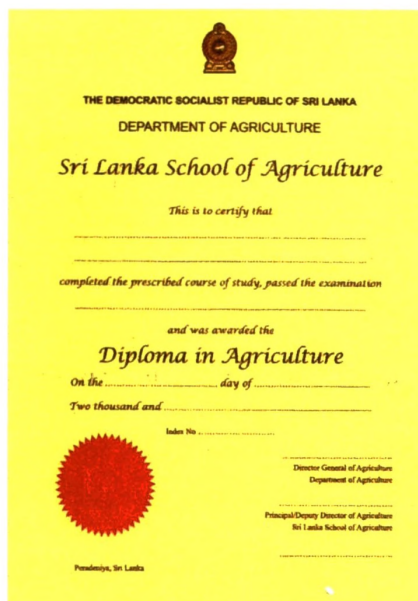 THE DEMOCRATIC SOCIALIST REPUBLIC OF SRI LANKA
DEPARTMENT OF AGRICULTURE
Sri Lanka School of Agriculture
This is to certify that
completed the prescribed course of study, passed the examination
and was awarded the
Diploma in Agriculture
On the ........................ day of ........................
Two thousand and ........................
Index No ........................
Director General of Agriculture
Department of Agriculture
Principal/Deputy Director of Agriculture
Sri Lanka School of Agriculture
Peradeniya, Sri Lanka